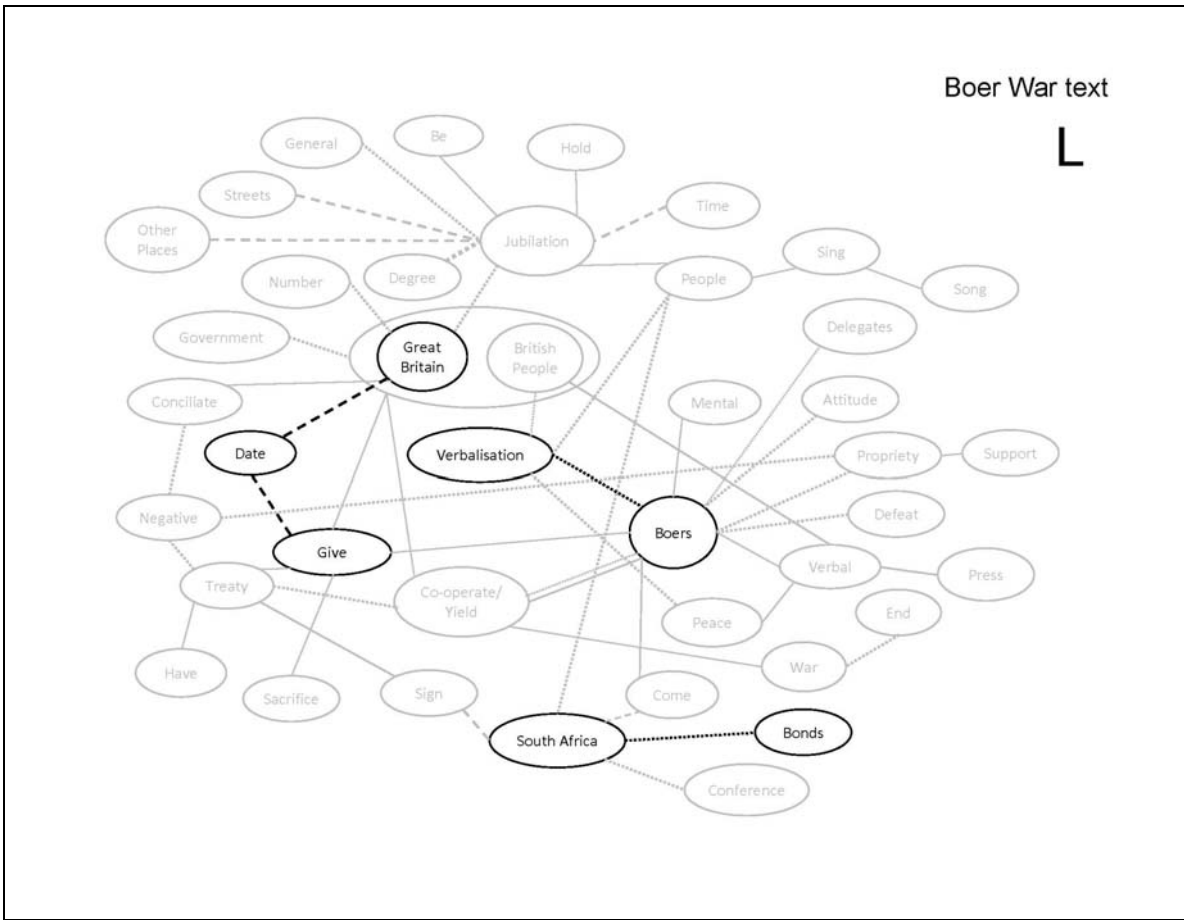 Boer War text
L
General
Be
Hold
Streets
Time
Other
Places
Jubilation
Sing
Number
Degree
People
Song
Government
Great
Britain
British
People
Delegates
Conciliate
Mental
Attitude
Date
Verbalisation
Propriety
Support
Negative
Boers
Defeat
Give
Treaty
Co-operate/
Yield
Verbal
Press
Peace
End
Have
Sacrifice
Sign
Come
War
South Africa
Bonds
Conference